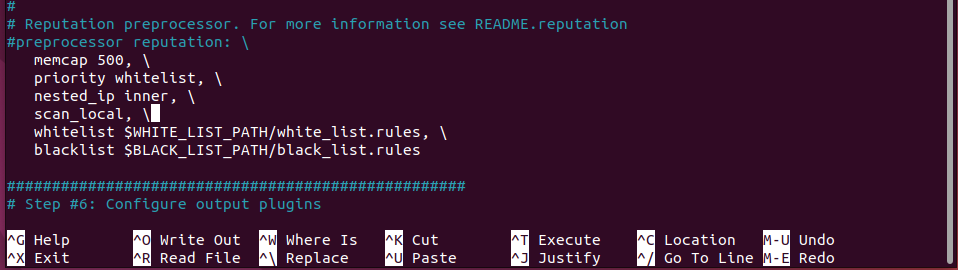 #
# Reputation preprocessor. For more information see README.reputation
#preprocessor reputation: \
   memcap 500, \
   priority whitelist, \
   nested_ip inner, \
   scan_local, \
   whitelist $WHITE_LIST_PATH/white_list.rules, \
   blacklist $BLACK_LIST_PATH/black_list.rules
###################################################
# Step #6: Configure output plugins
^G Help ^O Write Out ^W Where Is ^K Cut ^T Execute ^C Location M-U Undo
^X Exit ^R Read File ^\ Replace ^U Paste ^J Justify ^/ Go To Line M-E Redo